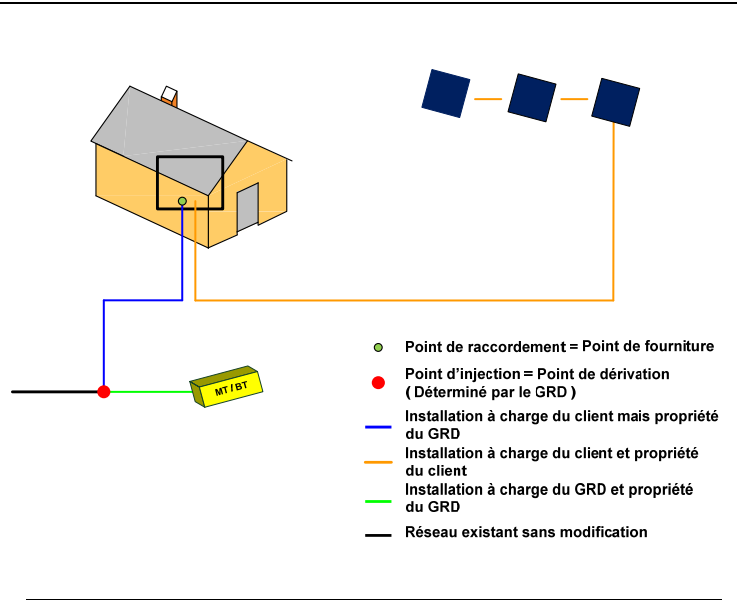 MT / BT
Point de raccordement = Point de fourniture
Point d'injection = Point de dérivation
( Déterminé par le GRD )
Installation à charge du client mais propriété
du GRD
Installation à charge du client et propriété
du client
Installation à charge du GRD et propriété
du GRD
Réseau existant sans modification